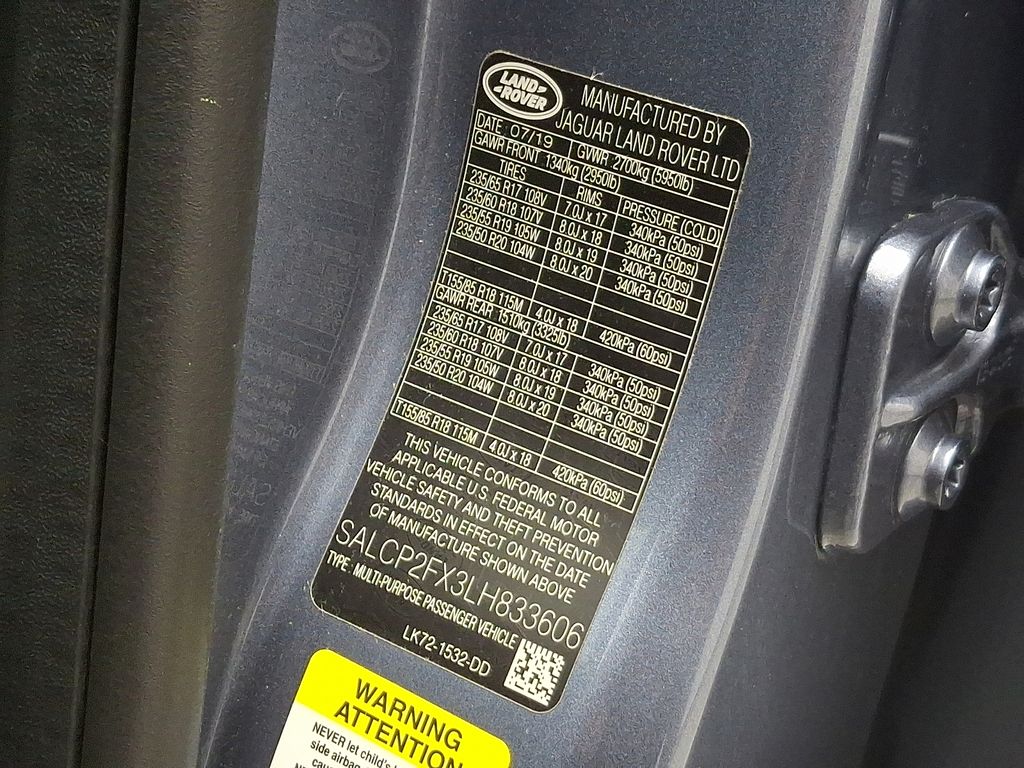 LAND
ROVER
MANUFACTURED BY
JAGUAR LAND ROVER LTD
DATE 07/19 GVWR 2700kg (5950lb)
GAWR FRONT 1340kg (2950lb)
TIRES RIMS PRESSURE (COLD)
235/65 R17 108V 7.0J x 17 340kPa (50psi)
235/60 R18 107V 8.0J x 18 340kPa (50psi)
235/55 R19 105W 8.0J x 19 340kPa (50psi)
235/50 R20 104W 8.0J x 20 340kPa (50psi)
T155/85 R18 115M 4.0J x 18 420kPa (60psi)
GAWR REAR 1510kg (3325lb)
235/65 R17 108V 7.0J x 17 340kPa (50psi)
235/60 R18 107V 8.0J x 18 340kPa (50psi)
235/55 R19 105W 8.0J x 19 340kPa (50psi)
235/50 R20 104W 8.0J x 20 340kPa (50psi)
T155/85 R18 115M 4.0J x 18 420kPa (60psi)
THIS VEHICLE CONFORMS TO ALL
APPLICABLE U.S. FEDERAL MOTOR
VEHICLE SAFETY AND THEFT PREVENTION
STANDARDS IN EFFECT ON THE DATE
OF MANUFACTURE SHOWN ABOVE
SALCP2FX3LH833606
TYPE: MULTI-PURPOSE PASSENGER VEHICLE
LK72-1532-DD
WARNING
ATTENTION
NEVER let child's
side airbag